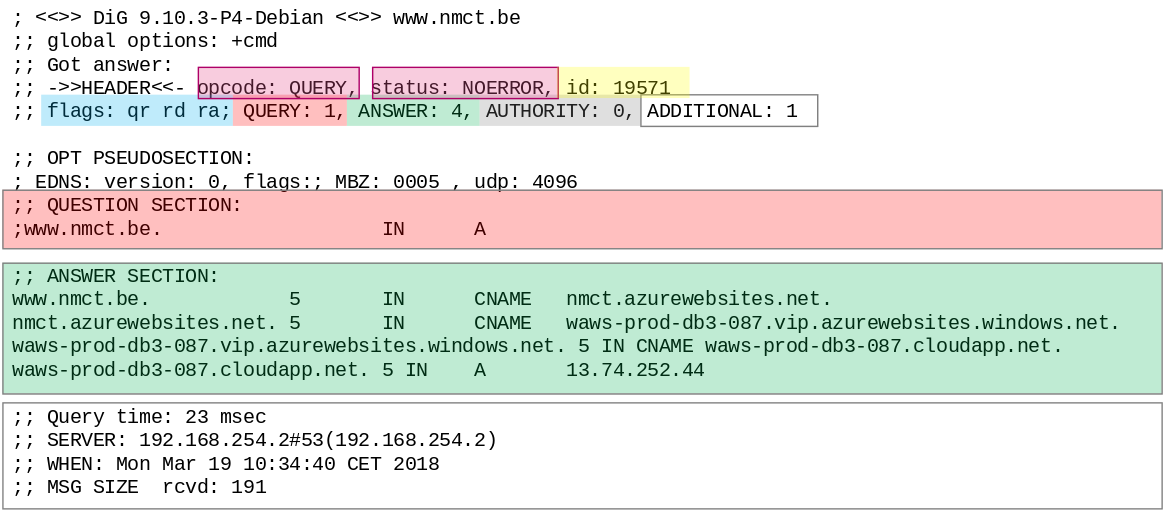 ; <<>> DiG 9.10.3-P4-Debian <<>> www.nmct.be
;; global options: +cmd
;; Got answer:
;; ->>HEADER<<- opcode: QUERY, status: NOERROR, id: 19571
;; flags: qr rd ra; QUERY: 1, ANSWER: 4, AUTHORITY: 0, ADDITIONAL: 1
;; OPT PSEUDOSECTION:
; EDNS: version: 0, flags:; MBZ: 0005 , udp: 4096
;; QUESTION SECTION:
;www.nmct.be. IN A
;; ANSWER SECTION:
www.nmct.be. 5 IN CNAME nmct.azurewebsites.net.
nmct.azurewebsites.net. 5 IN CNAME waws-prod-db3-087.vip.azurewebsites.windows.net.
waws-prod-db3-087.vip.azurewebsites.windows.net. 5 IN CNAME waws-prod-db3-087.cloudapp.net.
waws-prod-db3-087.cloudapp.net. 5 IN A 13.74.252.44
;; Query time: 23 msec
;; SERVER: 192.168.254.2#53(192.168.254.2)
;; WHEN: Mon Mar 19 10:34:40 CET 2018
;; MSG SIZE rcvd: 191